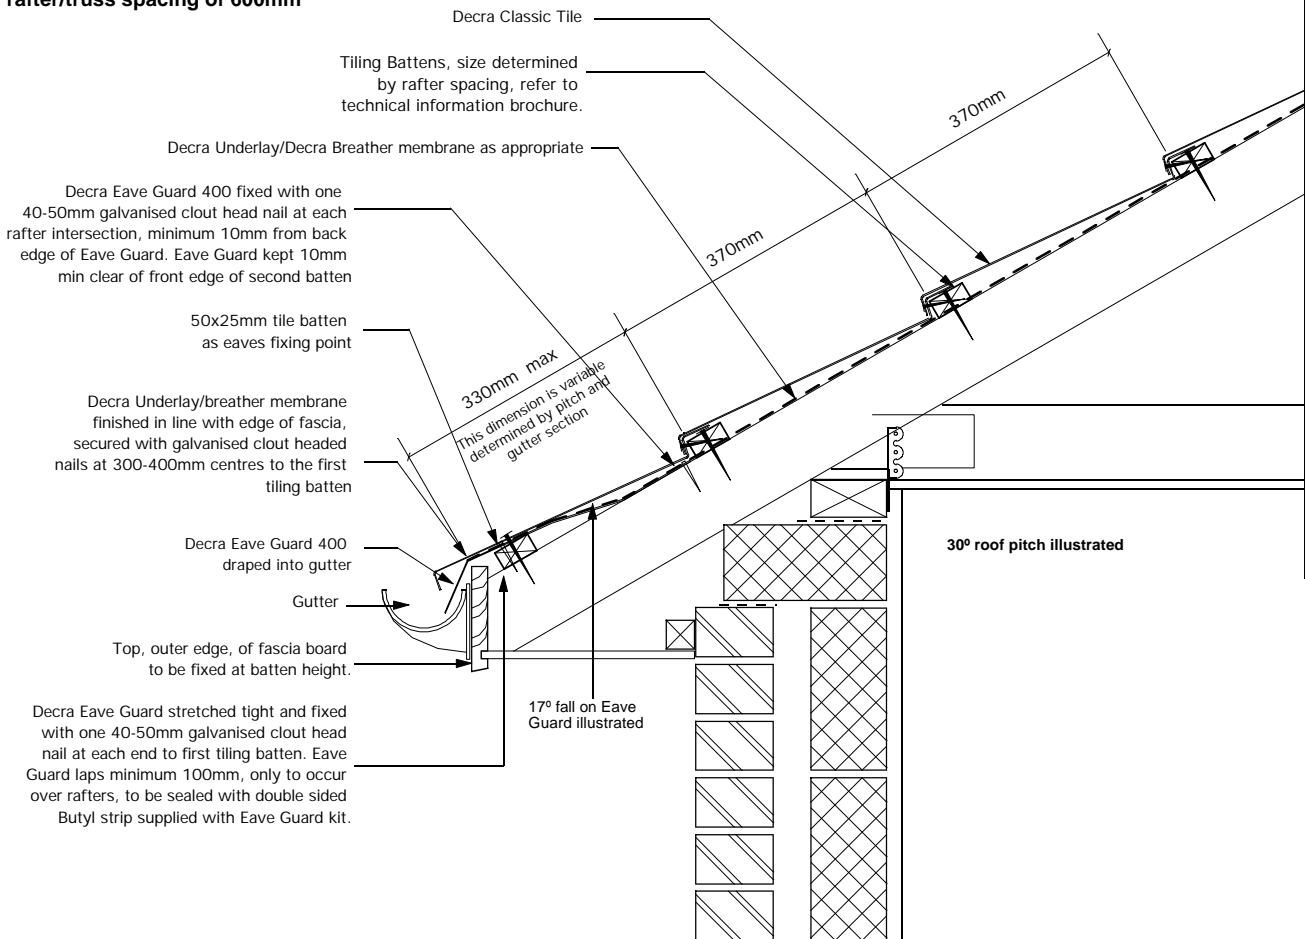 rafter/truss spacing of 600mm
Decra Classic Tile
Tiling Battens, size determined
by rafter spacing, refer to
technical information brochure.
370mm
Decra Underlay/Decra Breather membrane as appropriate
Decra Eave Guard 400 fixed with one
40-50mm galvanised clout head nail at each
rafter intersection, minimum 10mm from back
edge of Eave Guard. Eave Guard kept 10mm
min clear of front edge of second batten
370mm
50x25mm tile batten
as eaves fixing point
330mm max
This dimension is variable
determined by pitch and
gutter section
Decra Underlay/breather membrane
finished in line with edge of fascia,
secured with galvanised clout headed
nails at 300-400mm centres to the first
tiling batten
Decra Eave Guard 400
draped into gutter
30º roof pitch illustrated
Gutter
Top, outer edge, of fascia board
to be fixed at batten height.
17º fall on Eave
Guard illustrated
Decra Eave Guard stretched tight and fixed
with one 40-50mm galvanised clout head
nail at each end to first tiling batten. Eave
Guard laps minimum 100mm, only to occur
over rafters, to be sealed with double sided
Butyl strip supplied with Eave Guard kit.